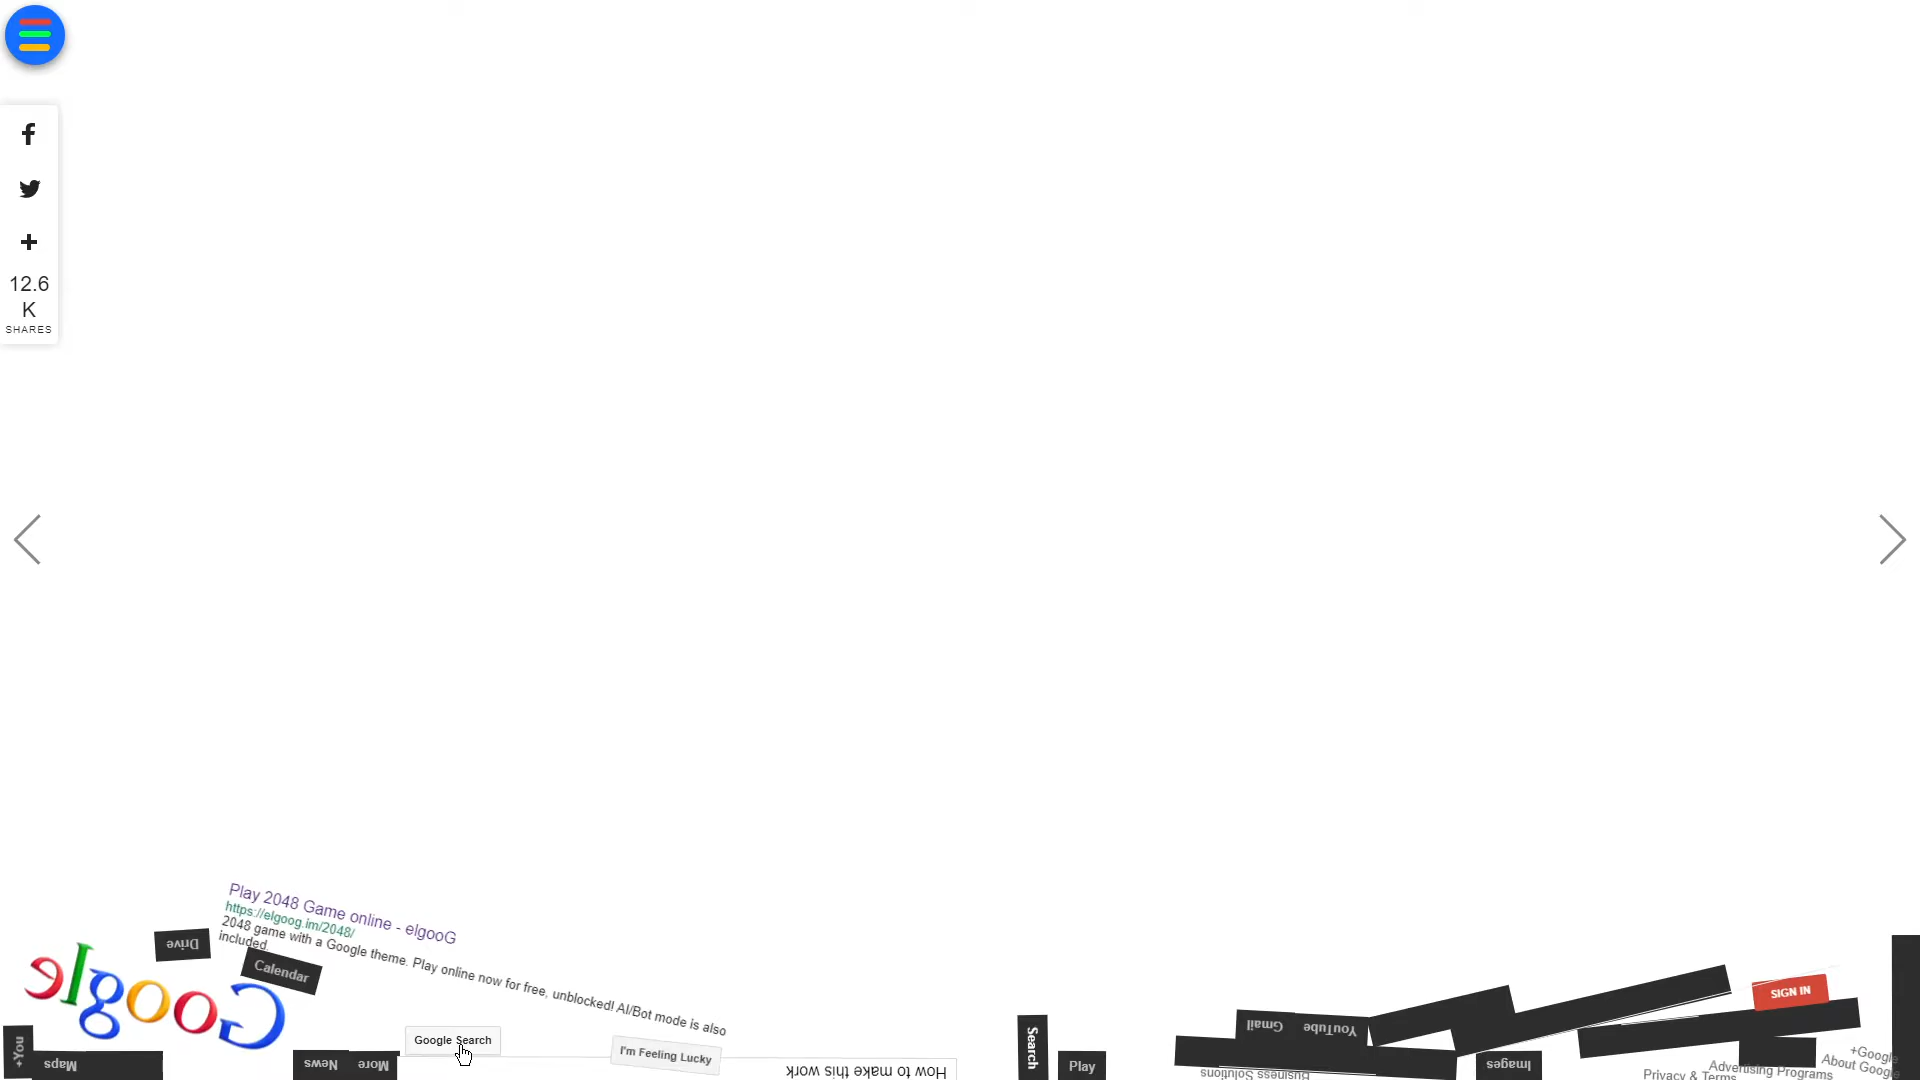 12.6
K
SHARES
Play 2048 Game online - elgooG
https://elgoog.im/2048/
2048 game with a Google theme. Play online now for free, unblocked! AI/Bot mode is also
included.
Drive
Calendar
Google
+You
Maps
News
More
Google Search
I'm Feeling Lucky
How to make this work
Search
Play
Gmail
YouTube
Business Solutions
Images
SIGN IN
Privacy & Terms
Advertising Programs
+Google
About Google